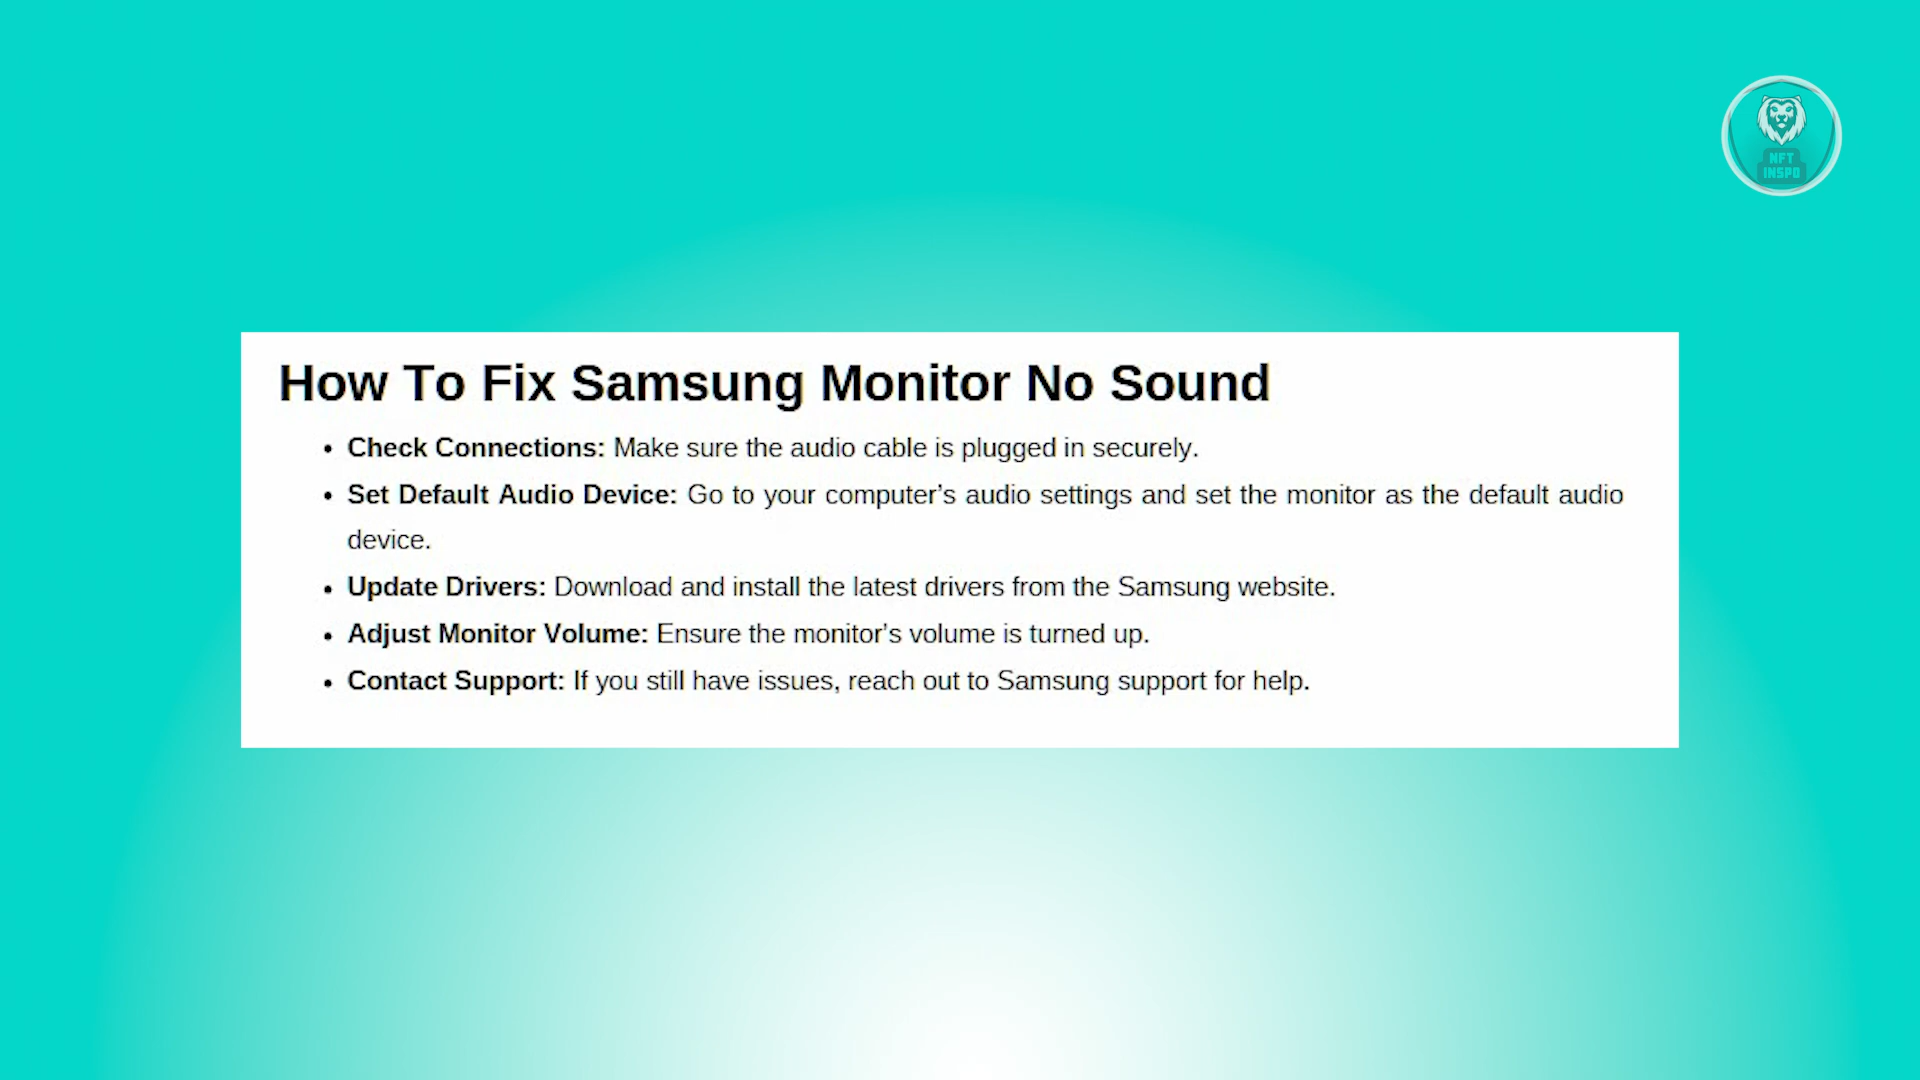 NFT
INSPO
How To Fix Samsung Monitor No Sound
• Check Connections: Make sure the audio cable is plugged in securely.
• Set Default Audio Device: Go to your computer’s audio settings and set the monitor as the default audio
device.
• Update Drivers: Download and install the latest drivers from the Samsung website.
• Adjust Monitor Volume: Ensure the monitor’s volume is turned up.
• Contact Support: If you still have issues, reach out to Samsung support for help.